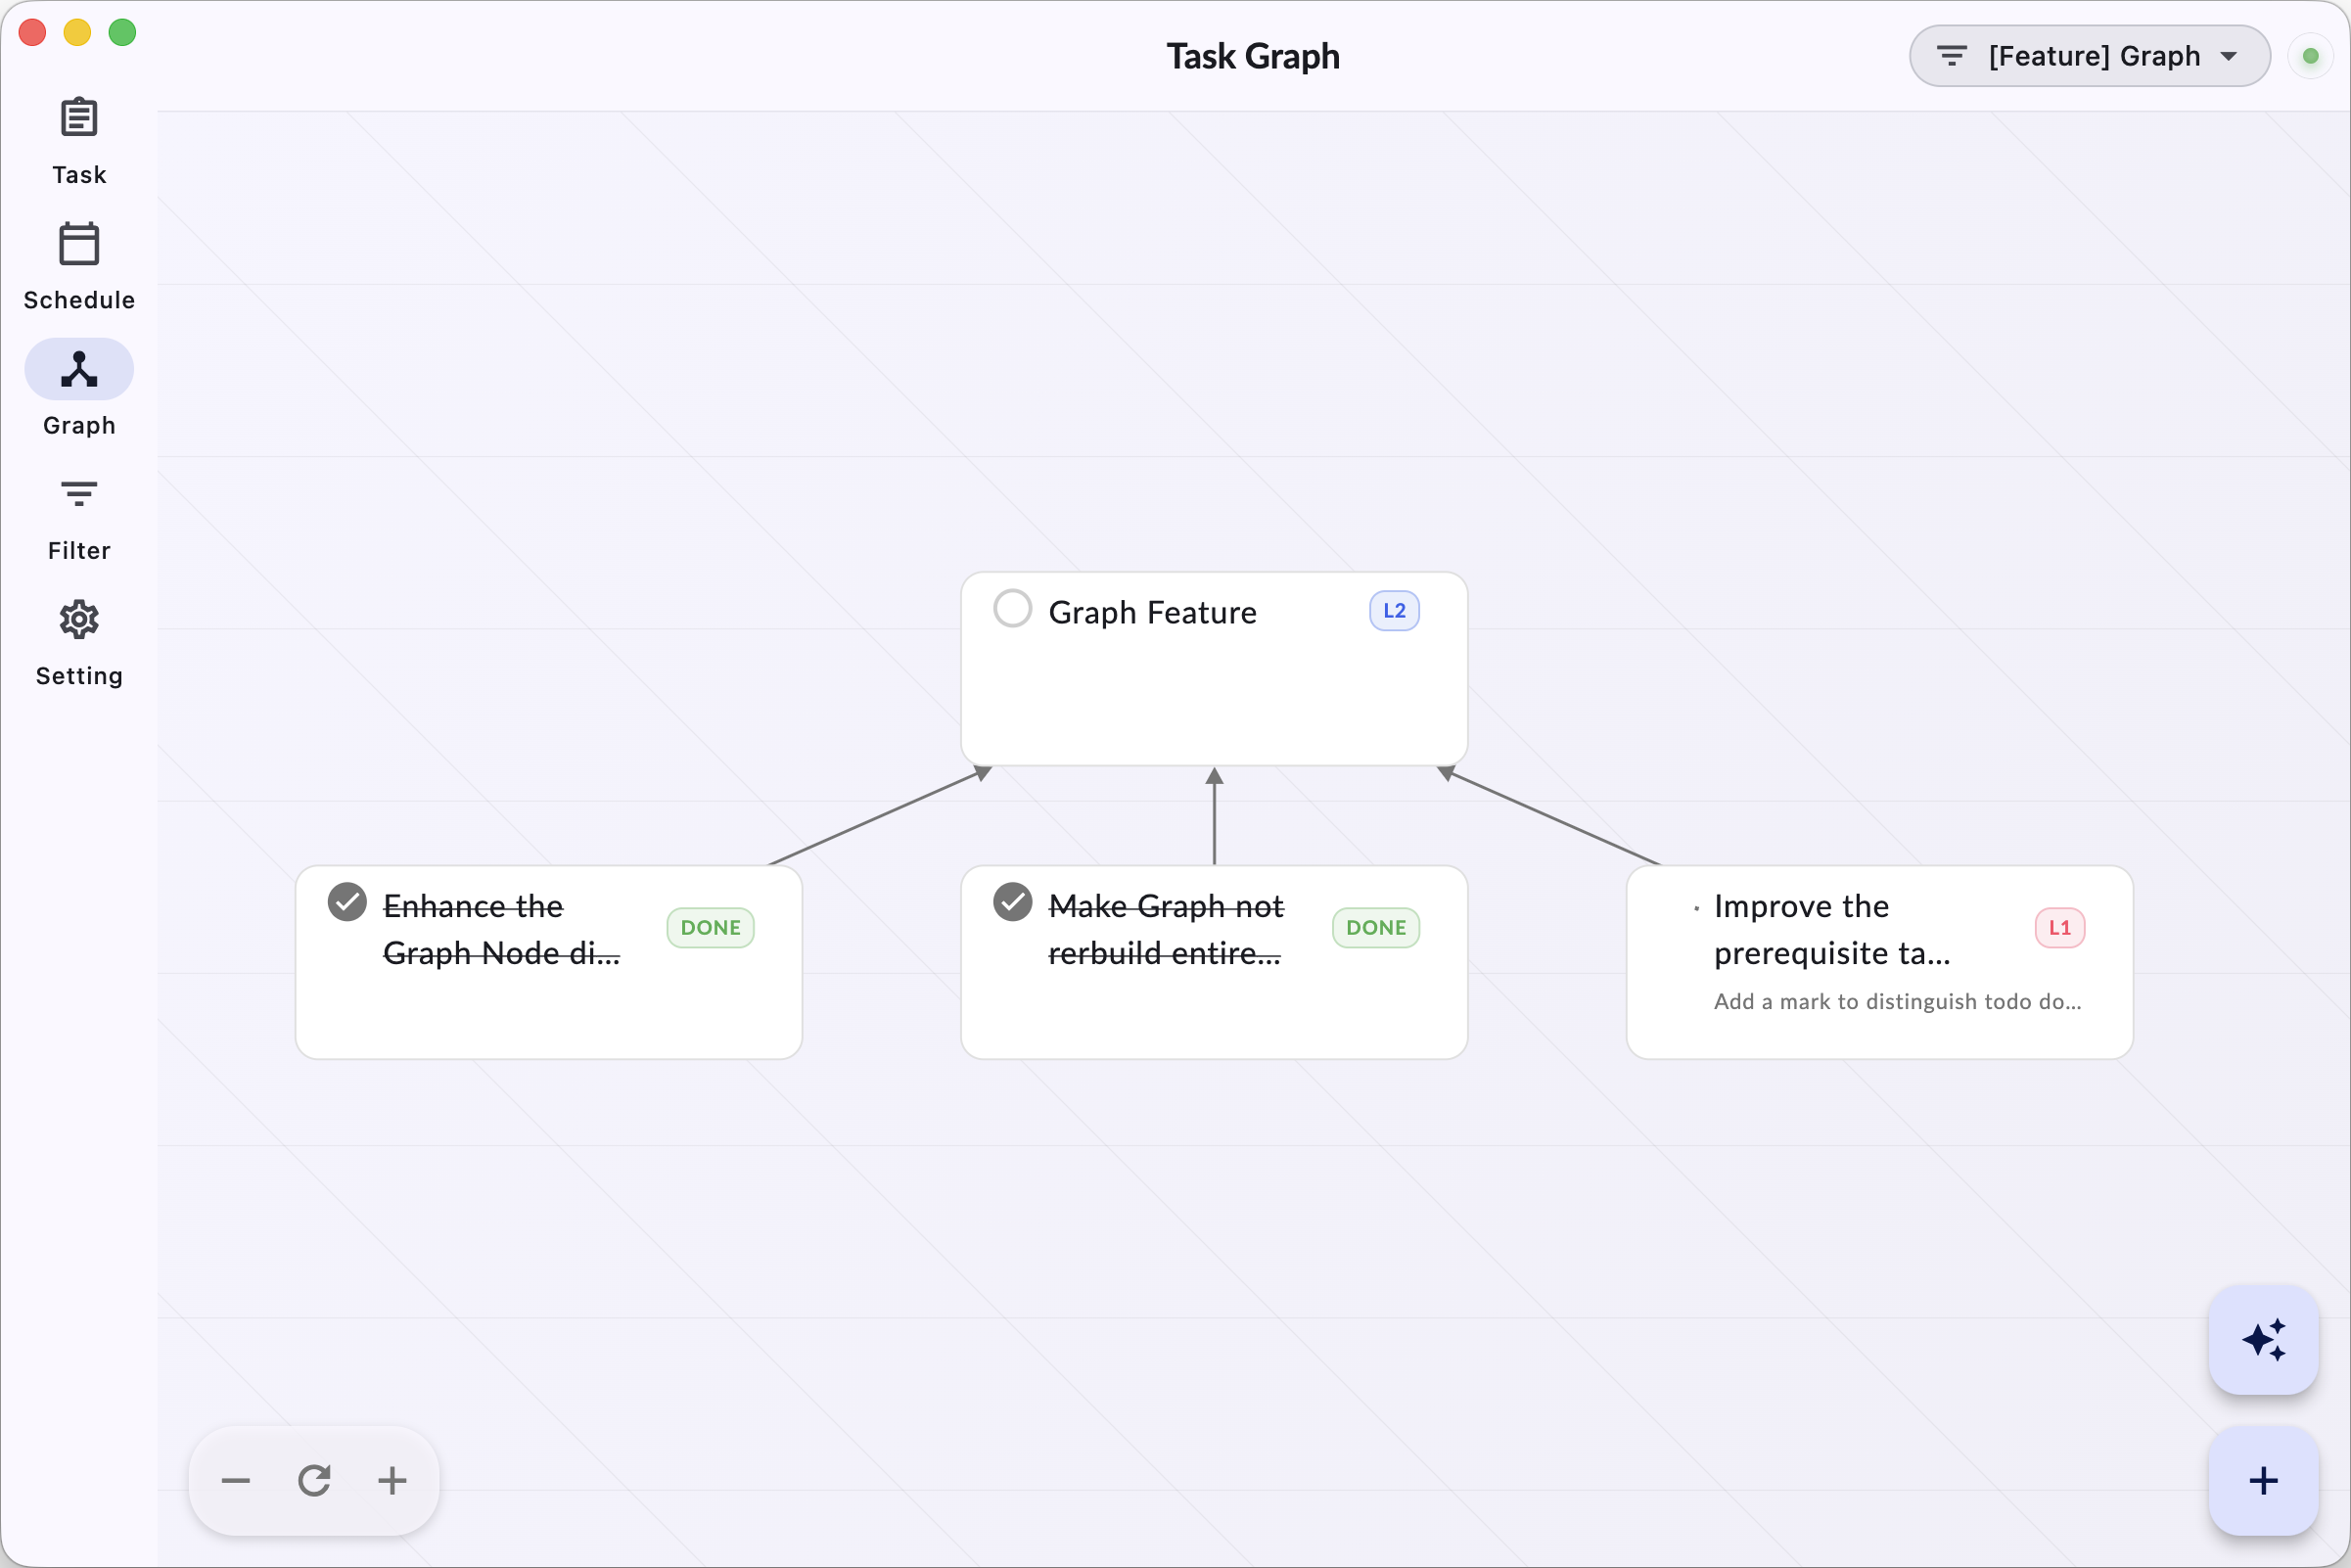 Task Graph
[Feature] Graph
Task
Schedule
Graph
Filter
Setting
Graph Feature
L2
Enhance the
Graph Node di...
DONE
Make Graph not
rerbuild entire...
DONE
Improve the
prerequisite ta...
L1
Add a mark to distinguish todo do...